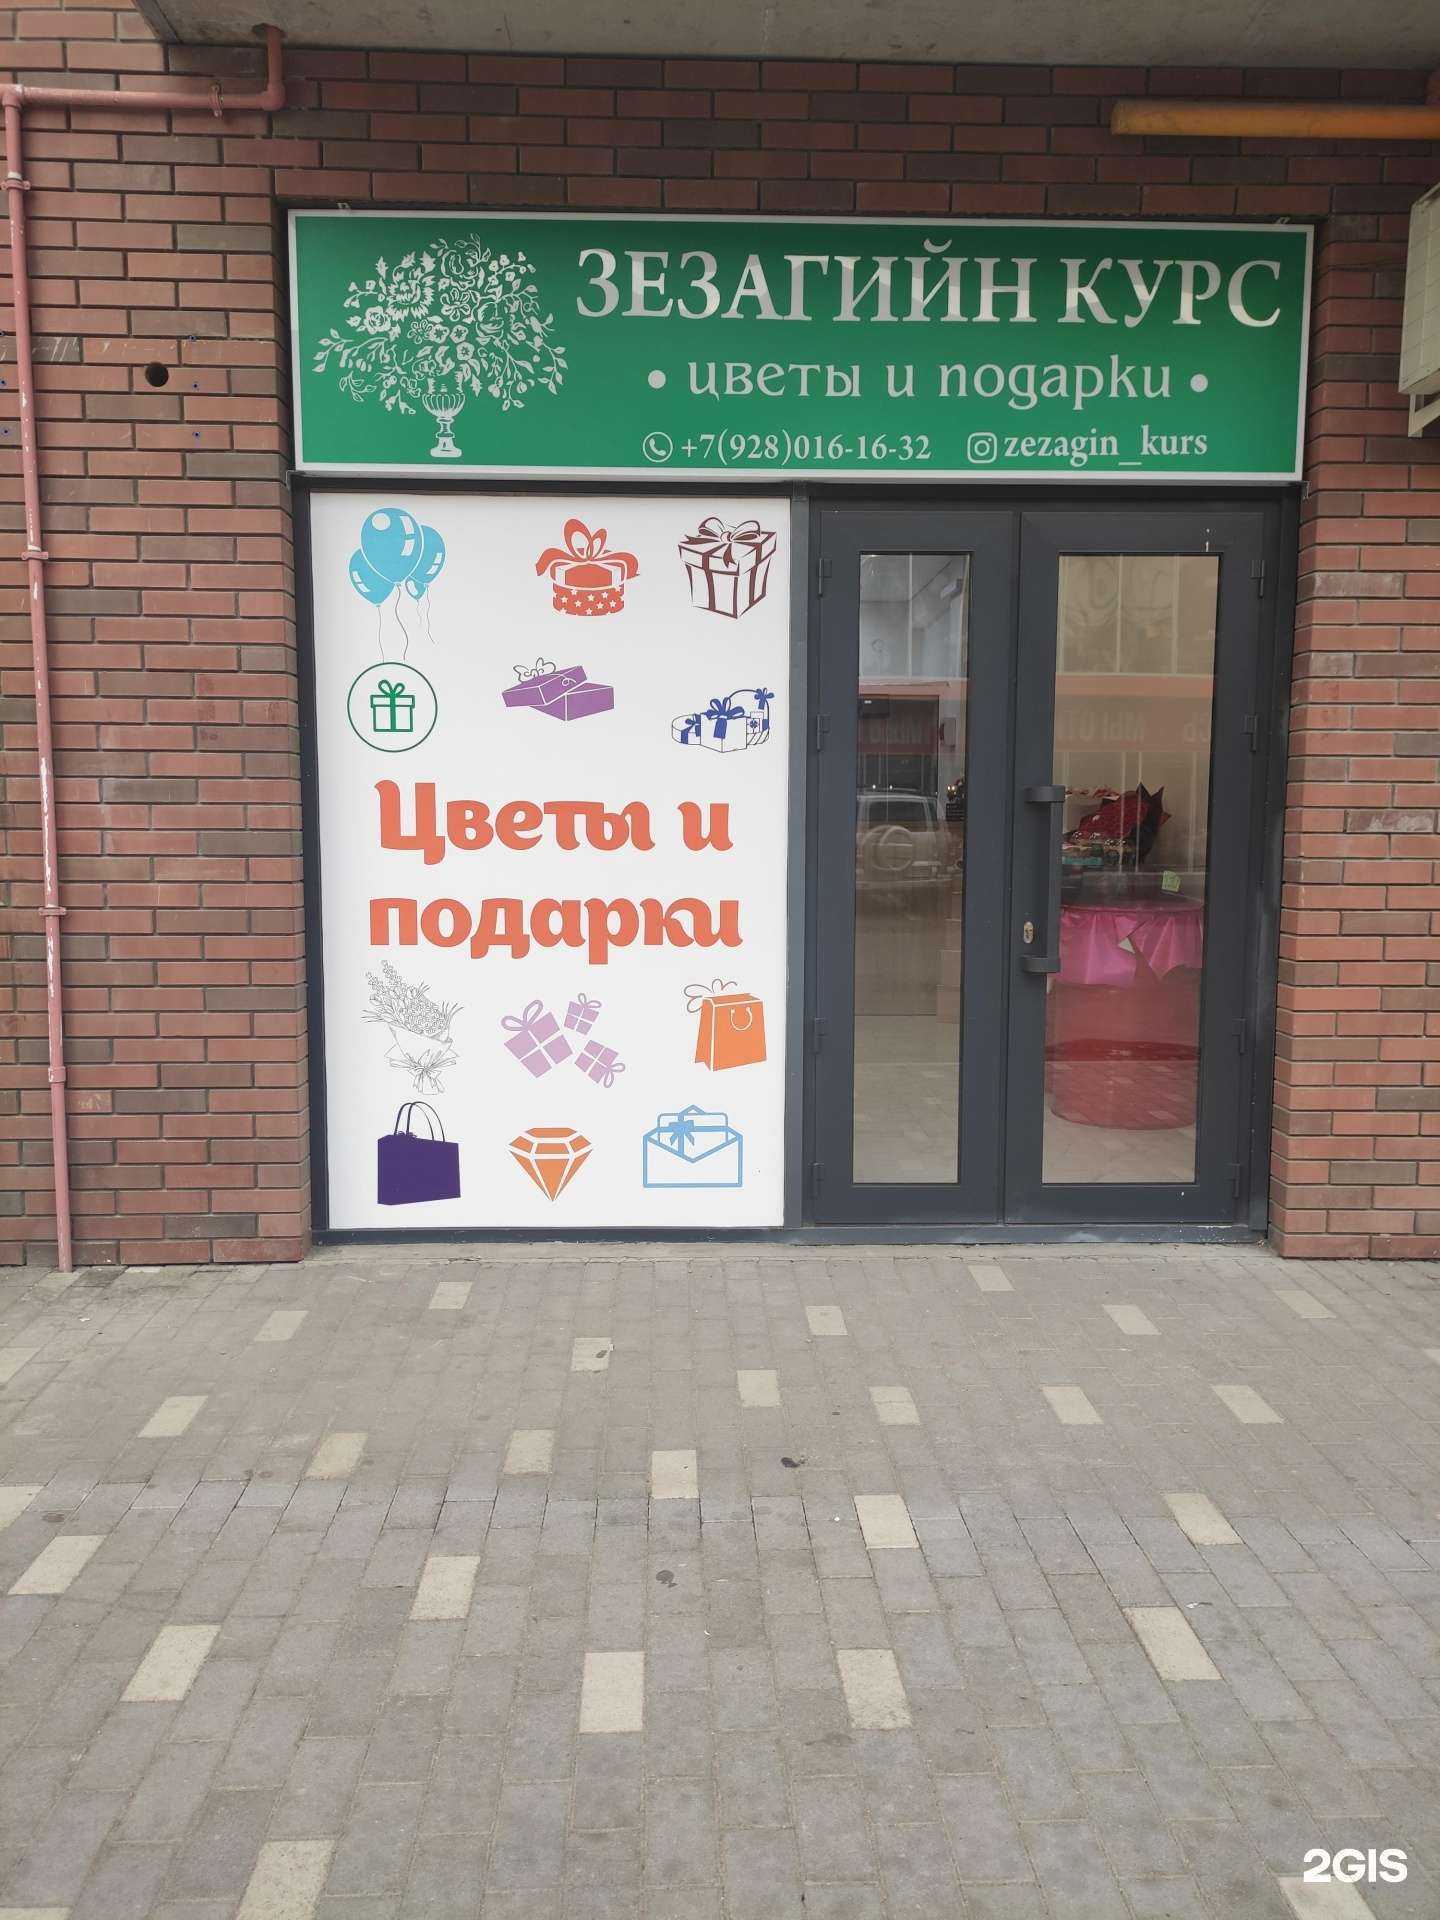 ЗЕЗАГИЙН КУРС
• цветы и подарки •
+7(928)016-16-32 zezagin_kurs
Цветы и
подарки
2GIS